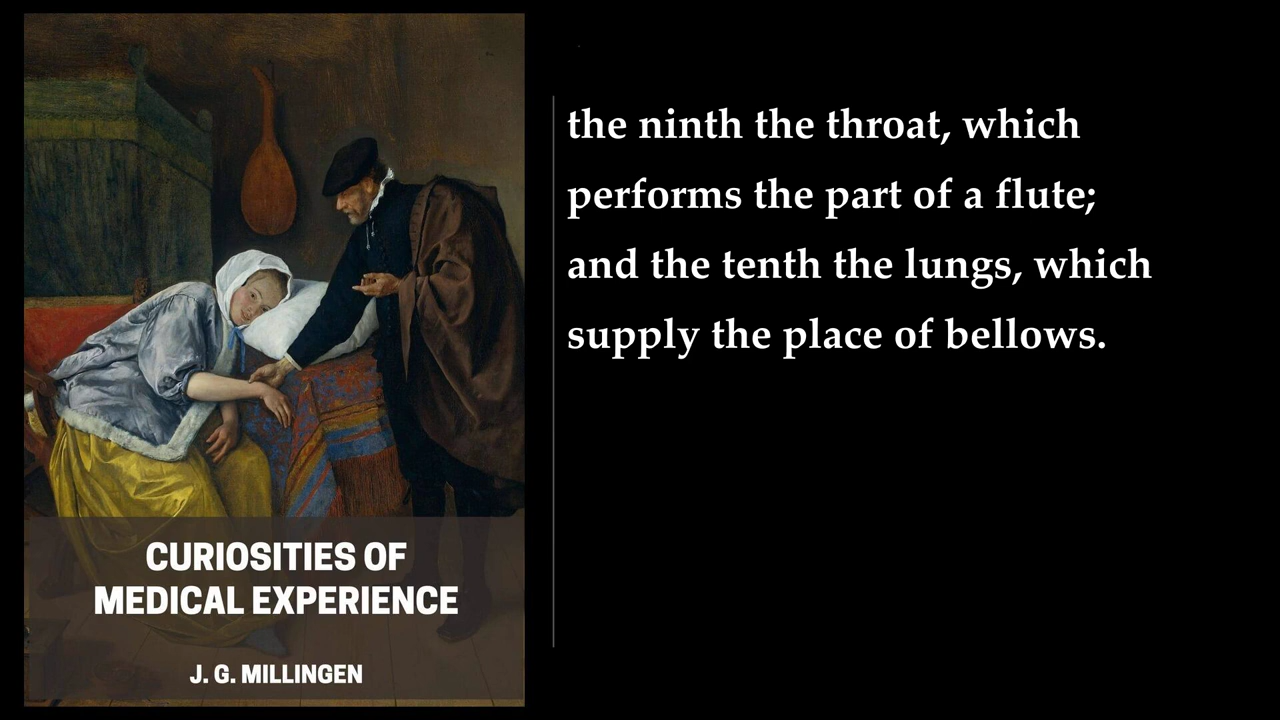 the ninth the throat, which
performs the part of a flute;
and the tenth the lungs, which
supply the place of bellows.
CURIOSITIES OF
MEDICAL EXPERIENCE
J. G. MILLINGEN